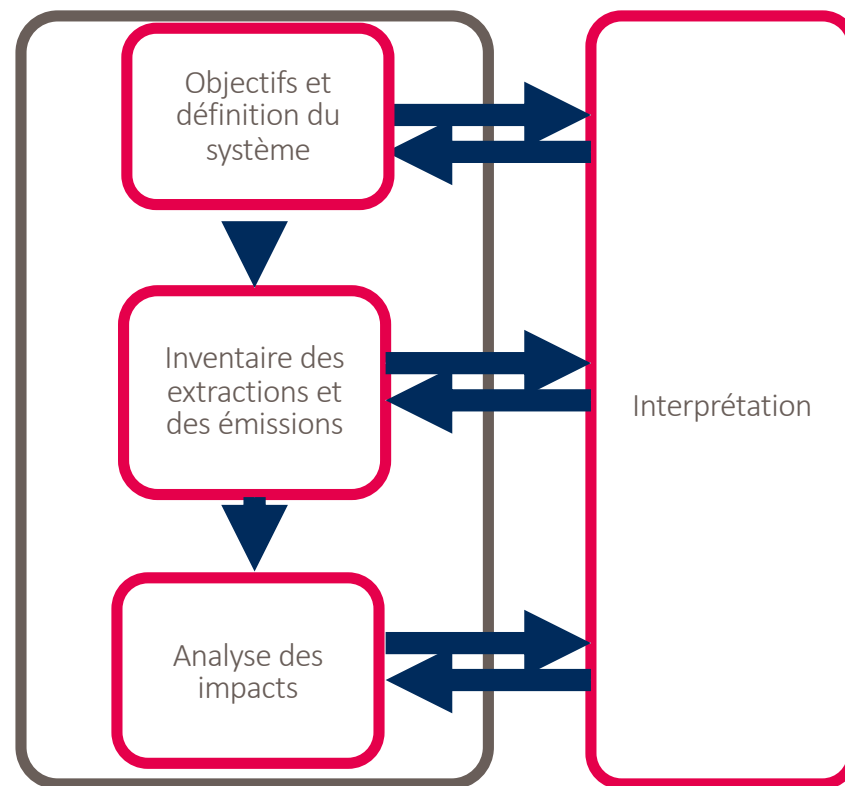 Objectifs et
définition du
système
Inventaire des
extractions et
des émissions
Interprétation
Analyse des
impacts